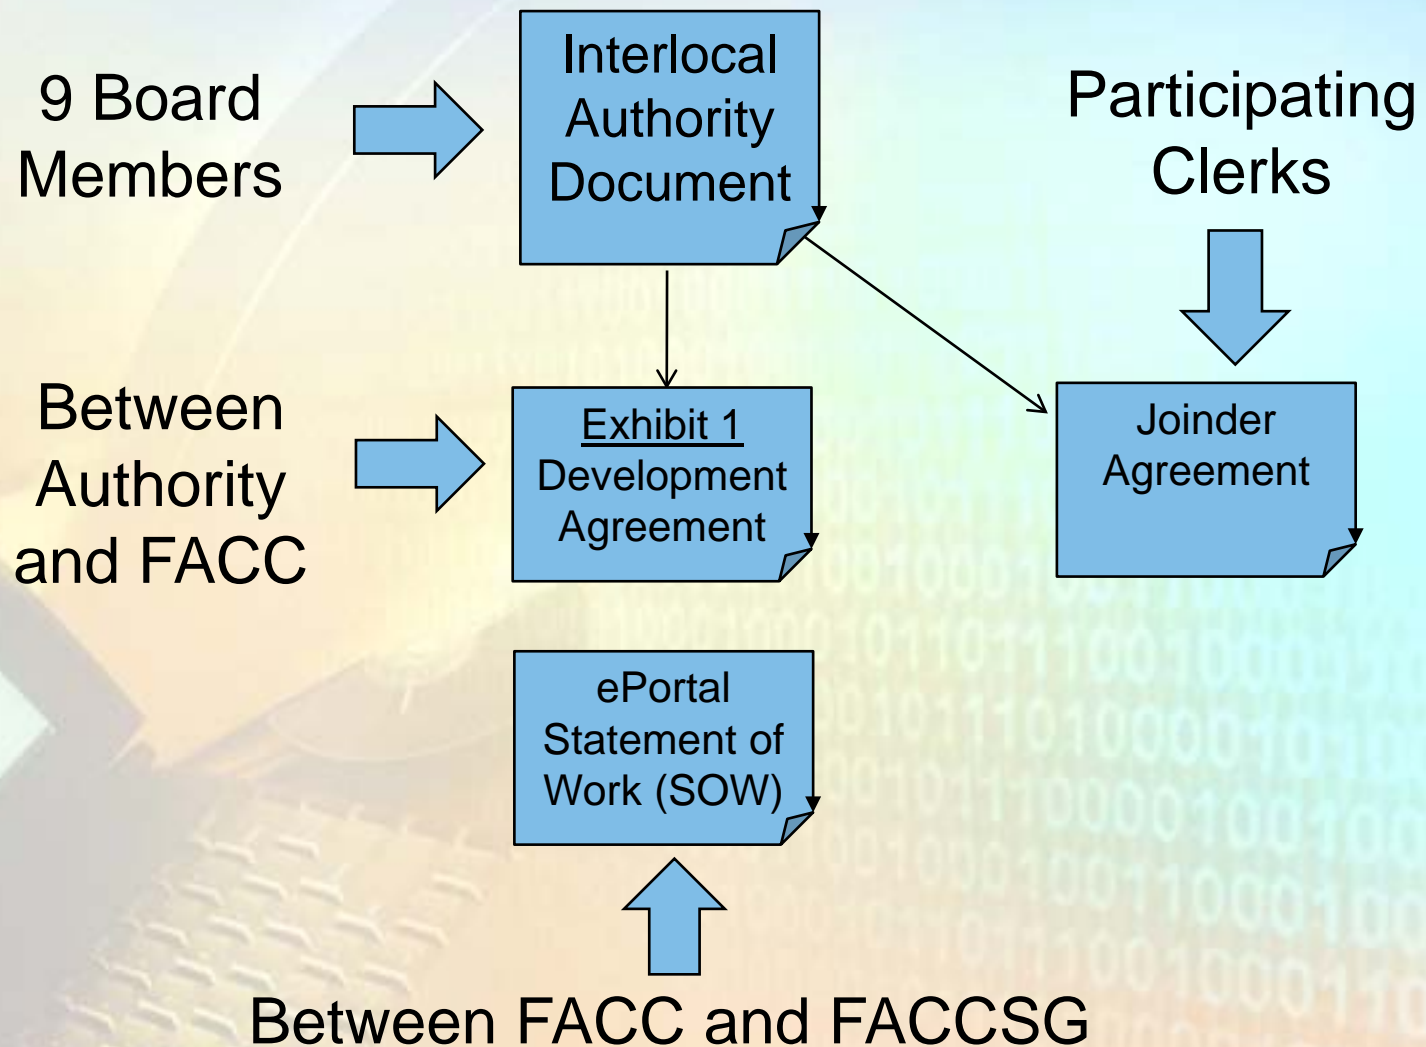 9 Board
Members
Interlocal
Authority
Document
Participating
Clerks
Between
Authority
and FACC
Exhibit 1
Development
Agreement
Joinder
Agreement
ePortal
Statement of
Work (SOW)
Between FACC and FACCSG